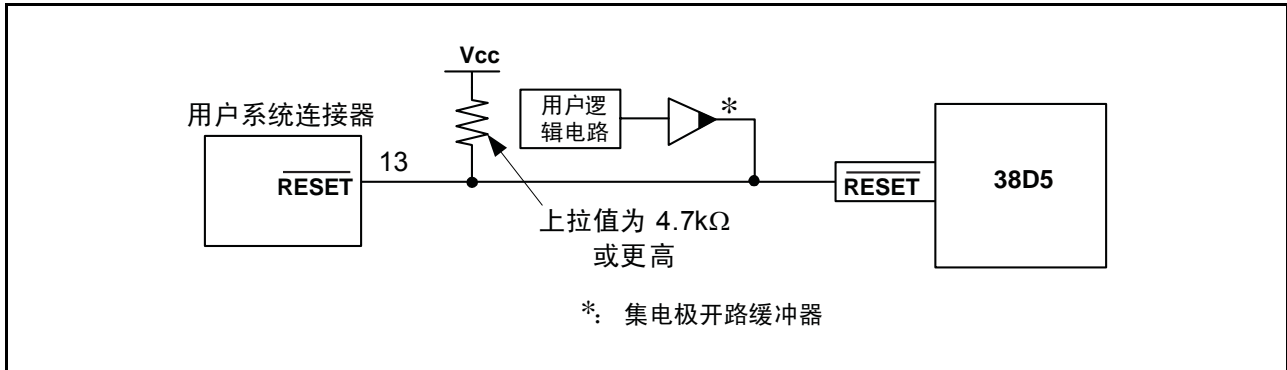 Vcc
用户系统连接器
用户逻
辑电路
*
13
RESET
RESET
38D5
上拉值为 4.7kΩ
或更高
*： 集电极开路缓冲器